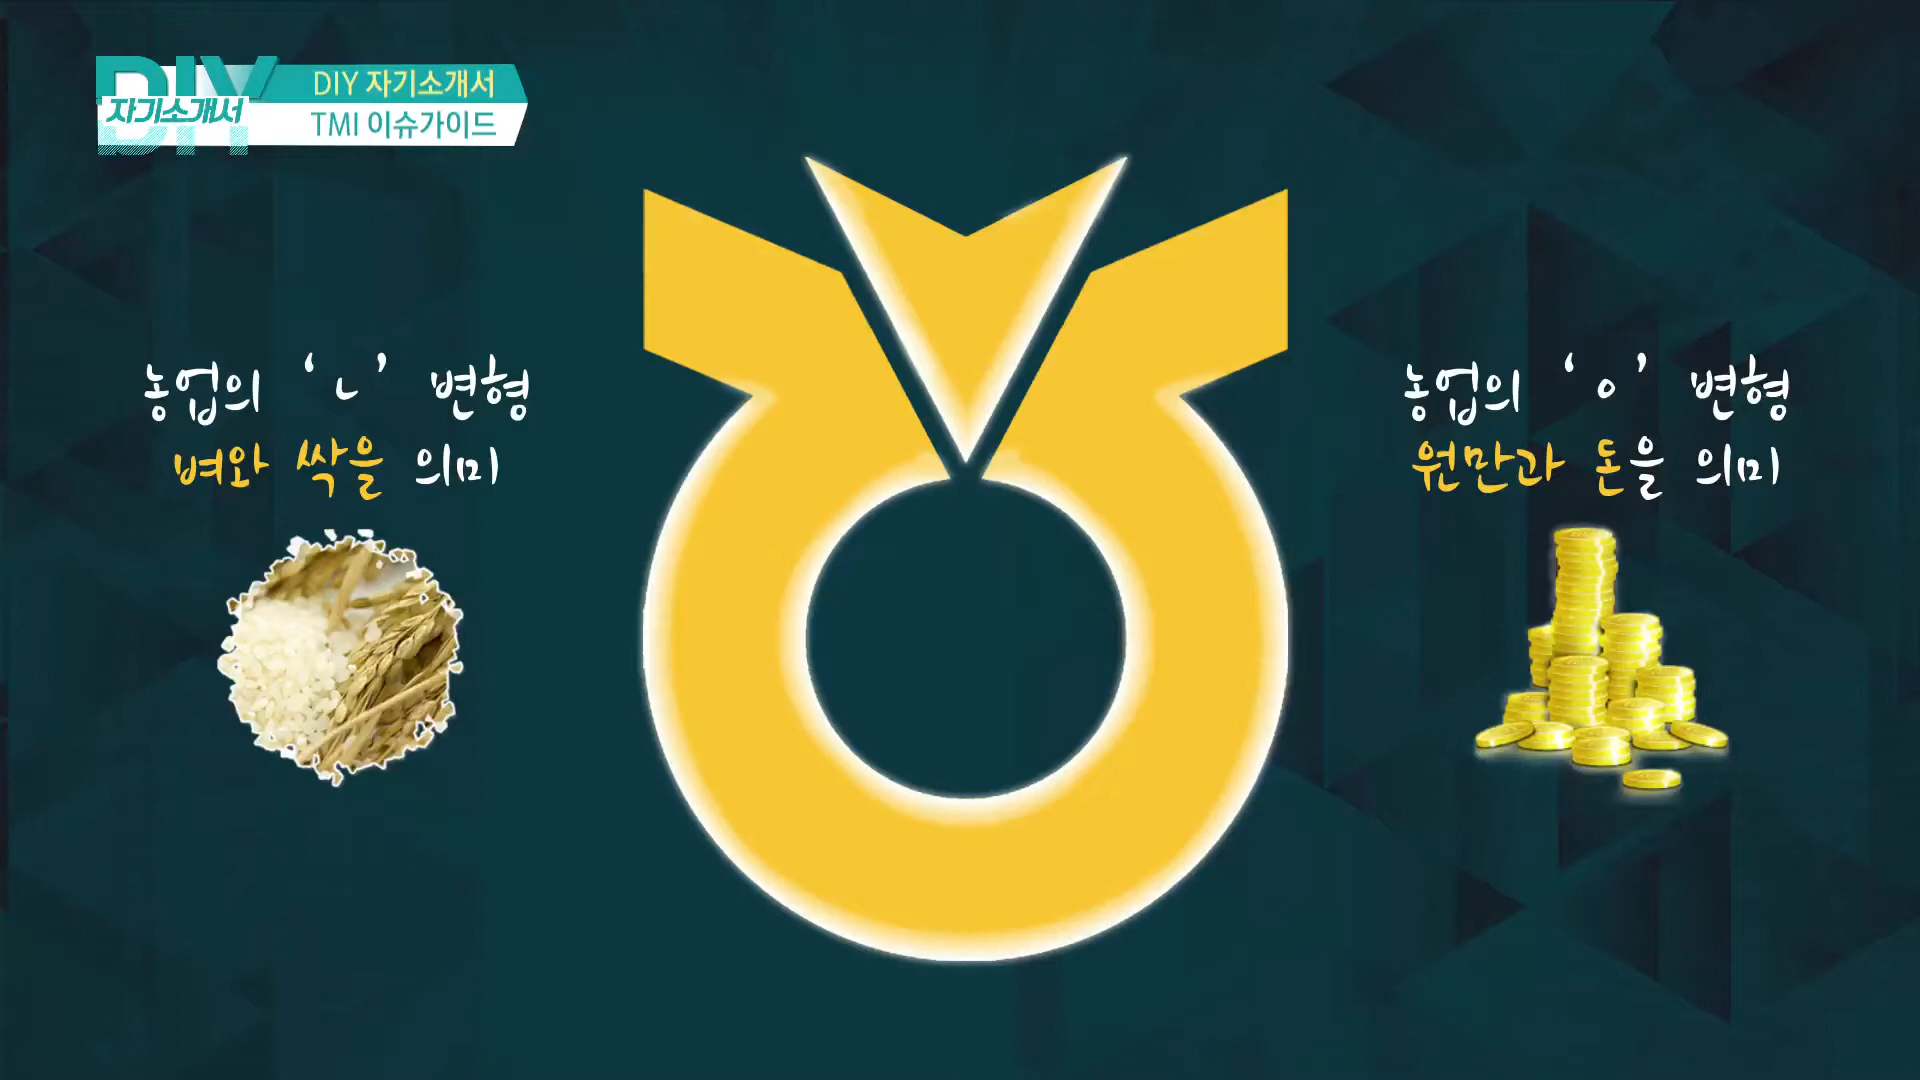 DIY
자기소개서
DIY 자기소개서
TMI 이슈가이드
농업의 ‘ㄴ’ 변형
벼와 싹을 의미
농업의 ‘ㅇ’ 변형
원만과 돈을 의미